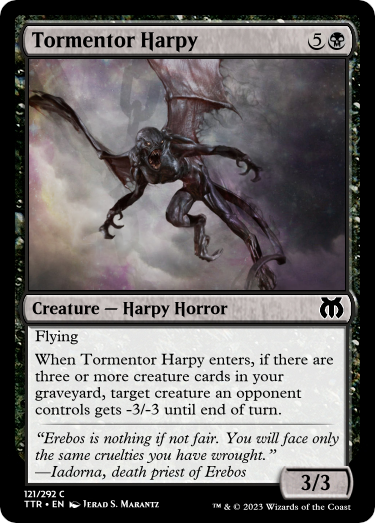 Tormentor Harpy 5
Creature — Harpy Horror
Flying
When Tormentor Harpy enters, if there are
three or more creature cards in your
graveyard, target creature an opponent
controls gets -3/-3 until end of turn.
“Erebos is nothing if not fair. You will face only
the same cruelties you have wrought.”
—Iadorna, death priest of Erebos
3/3
121/292 C
TTR • EN Jerad S. Marantz
™ & © 2023 Wizards of the Coast